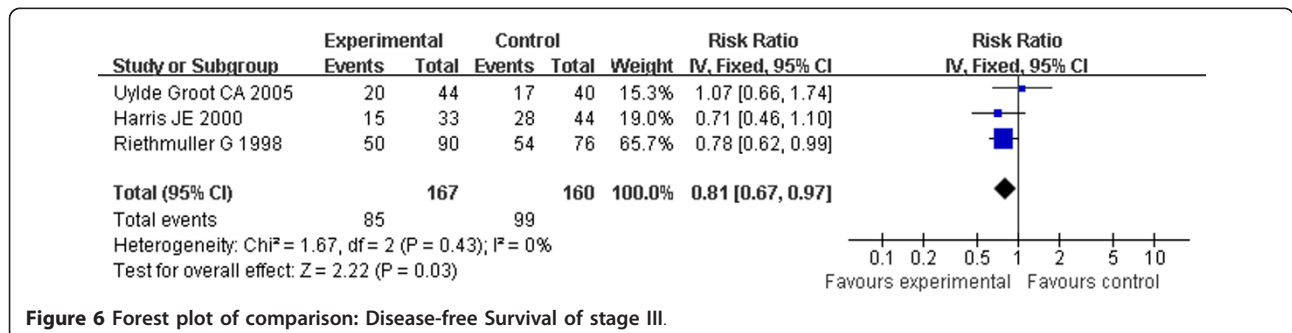 Experimental Control Risk Ratio Risk Ratio
Study or Subgroup Events Total Events Total Weight IV, Fixed, 95% CI IV, Fixed, 95% CI
Uylde Groot CA 2005 20 44 17 40 15.3% 1.07 [0.66, 1.74]
Harris JE 2000 15 33 28 44 19.0% 0.71 [0.46, 1.10]
Riethmuller G 1998 50 90 54 76 65.7% 0.78 [0.62, 0.99]
Total (95% CI) 167 160 100.0% 0.81 [0.67, 0.97]
Total events 85 99
Heterogeneity: Chi² = 1.67, df = 2 (P = 0.43); I² = 0%
Test for overall effect: Z = 2.22 (P = 0.03)
0.1 0.2 0.5 1 2 5 10
Favours experimental Favours control
Figure 6 Forest plot of comparison: Disease-free Survival of stage III.